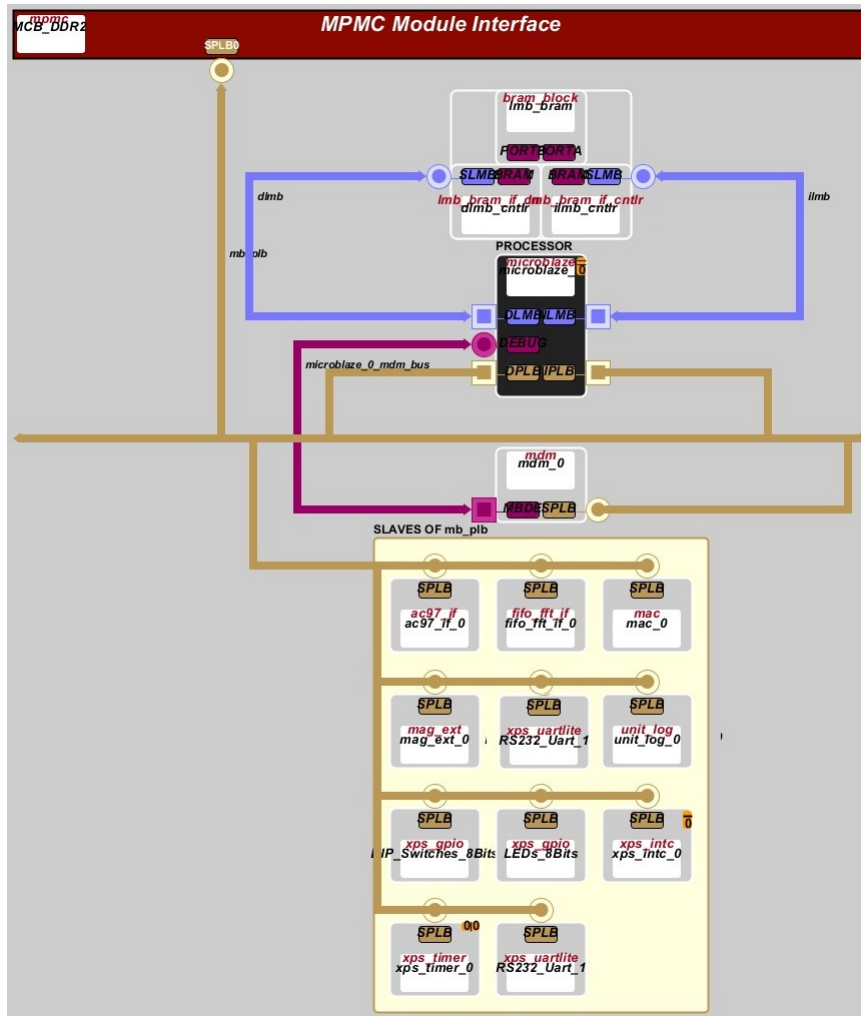 MPMC Module Interface
mpmc
MCB_DDR2
SPLB0
bram_block
lmb_bram
SLMB BRAM
BRAM SLMB
dlmb_cntlr
lmb_bram_if_cntlr
ilmb_cntlr
dlmb
ilmb
mb_plb
PROCESSOR
microblaze
microblaze_0
DLMB ILMB
DEBUG
DPLB IPLB
microblaze_0_mdm_bus
mdm
mdm_0
SPLB
SLAVES OF mb_plb
SPLB SPLB SPLB
ac97_if fifo_fft_if mac
ac97_if_0 fifo_fft_if_0 mac_0
SPLB SPLB SPLB
mag_ext xps_uartlite unit_log
mag_ext_0 RS232_Uart_1 unit_log_0
SPLB SPLB SPLB
xps_gpio xps_gpio xps_intc
IP_Switches_8Bits LEDs_8Bits xps_intc_0
SPLB SPLB
xps_timer xps_uartlite
xps_timer_0 RS232_Uart_1